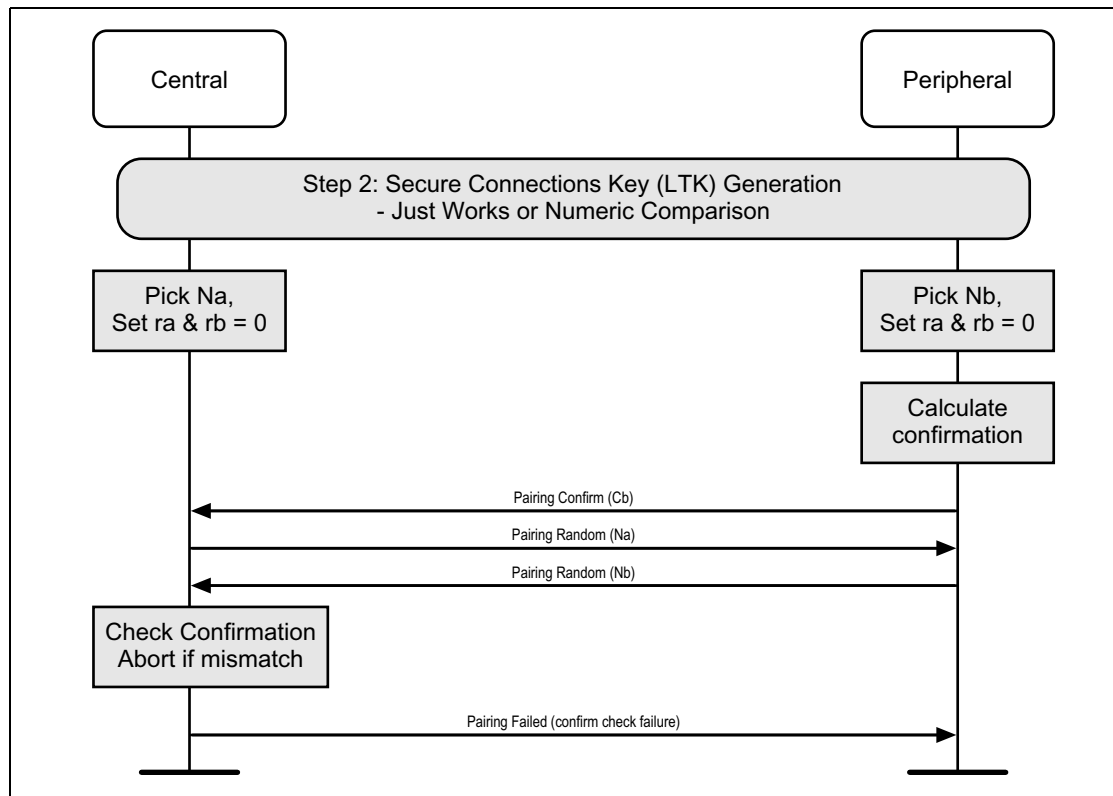 Central
Peripheral
Step 2: Secure Connections Key (LTK) Generation
- Just Works or Numeric Comparison
Pick Na,
Set ra & rb = 0
Pick Nb,
Set ra & rb = 0
Calculate
confirmation
Pairing Confirm (Cb)
Pairing Random (Na)
Pairing Random (Nb)
Check Confirmation
Abort if mismatch
Pairing Failed (confirm check failure)